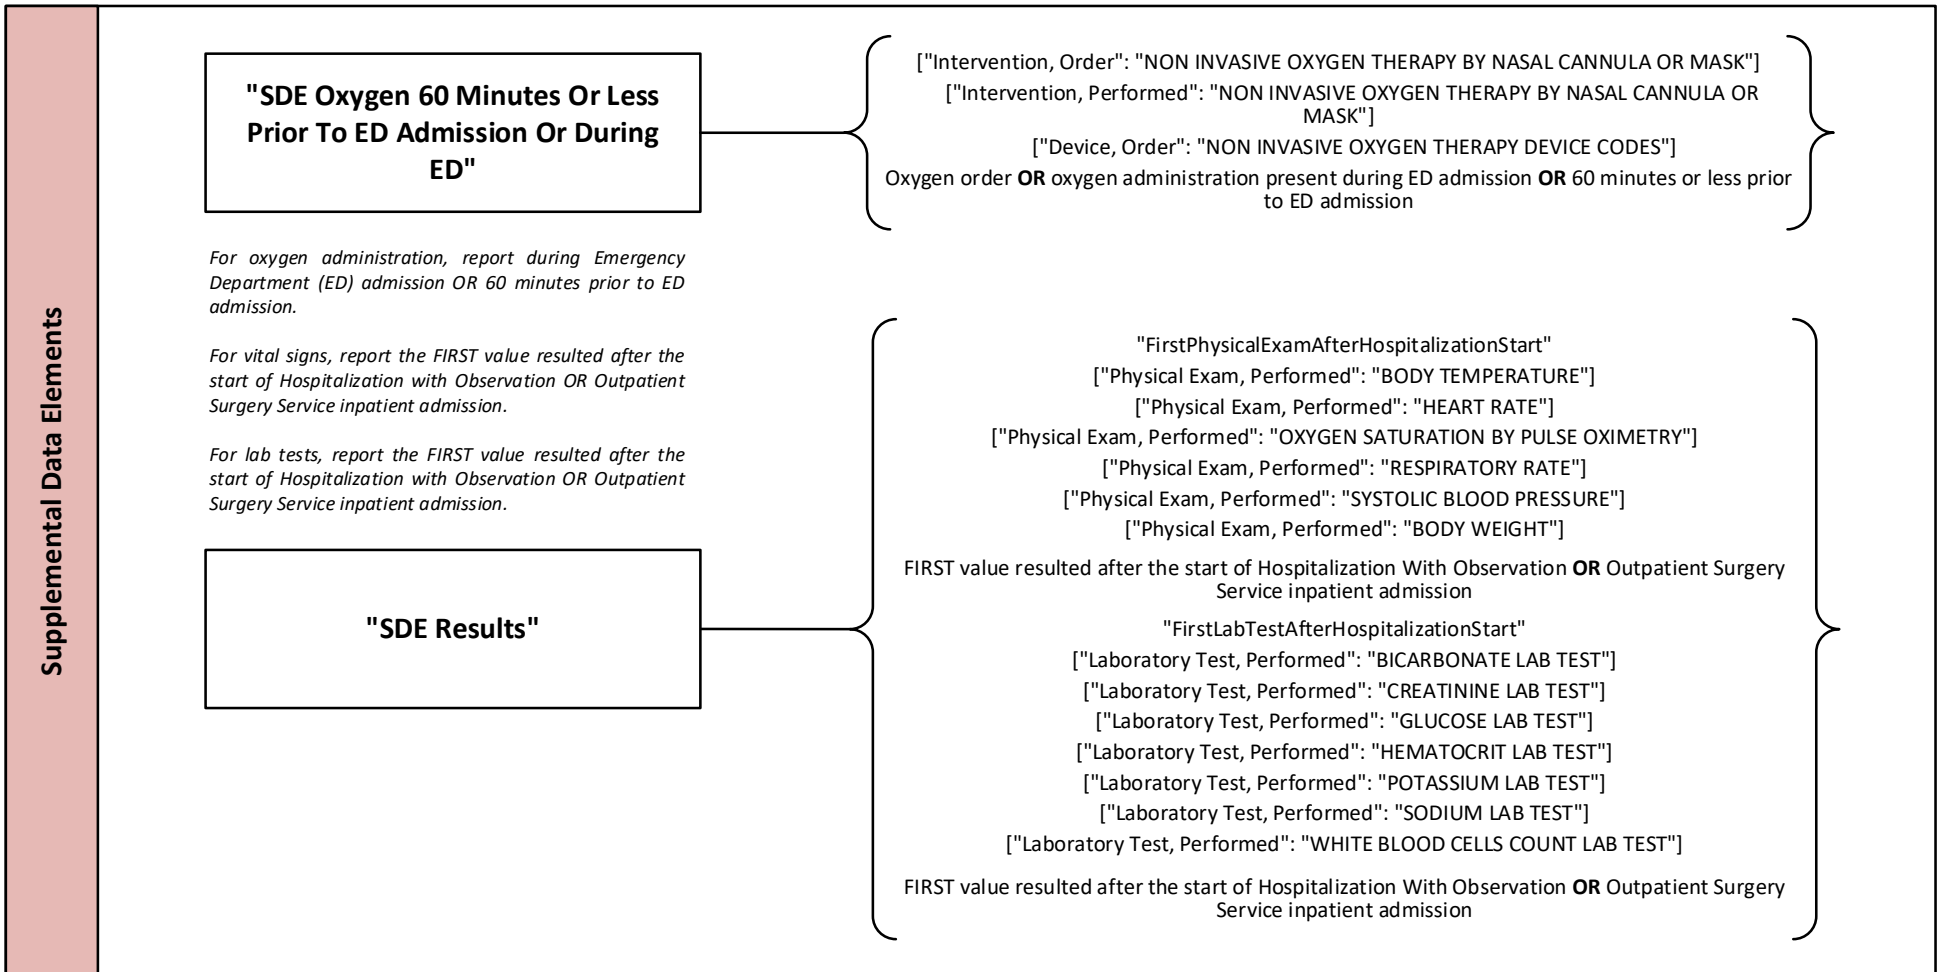 Supplemental Data Elements
"SDE Oxygen 60 Minutes Or Less
Prior To ED Admission Or During
ED"
["Intervention, Order": "NON INVASIVE OXYGEN THERAPY BY NASAL CANNULA OR MASK"]
["Intervention, Performed": "NON INVASIVE OXYGEN THERAPY BY NASAL CANNULA OR
MASK"]
["Device, Order": "NON INVASIVE OXYGEN THERAPY DEVICE CODES"]
Oxygen order OR oxygen administration present during ED admission OR 60 minutes or less prior
to ED admission
For oxygen administration, report during Emergency
Department (ED) admission OR 60 minutes prior to ED
admission.
For vital signs, report the FIRST value resulted after the
start of Hospitalization with Observation OR Outpatient
Surgery Service inpatient admission.
For lab tests, report the FIRST value resulted after the
start of Hospitalization with Observation OR Outpatient
Surgery Service inpatient admission.
"SDE Results"
"FirstPhysicalExamAfterHospitalizationStart"
["Physical Exam, Performed": "BODY TEMPERATURE"]
["Physical Exam, Performed": "HEART RATE"]
["Physical Exam, Performed": "OXYGEN SATURATION BY PULSE OXIMETRY"]
["Physical Exam, Performed": "RESPIRATORY RATE"]
["Physical Exam, Performed": "SYSTOLIC BLOOD PRESSURE"]
["Physical Exam, Performed": "BODY WEIGHT"]
FIRST value resulted after the start of Hospitalization With Observation OR Outpatient Surgery
Service inpatient admission
"FirstLabTestAfterHospitalizationStart"
["Laboratory Test, Performed": "BICARBONATE LAB TEST"]
["Laboratory Test, Performed": "CREATININE LAB TEST"]
["Laboratory Test, Performed": "GLUCOSE LAB TEST"]
["Laboratory Test, Performed": "HEMATOCRIT LAB TEST"]
["Laboratory Test, Performed": "POTASSIUM LAB TEST"]
["Laboratory Test, Performed": "SODIUM LAB TEST"]
["Laboratory Test, Performed": "WHITE BLOOD CELLS COUNT LAB TEST"]
FIRST value resulted after the start of Hospitalization With Observation OR Outpatient Surgery
Service inpatient admission